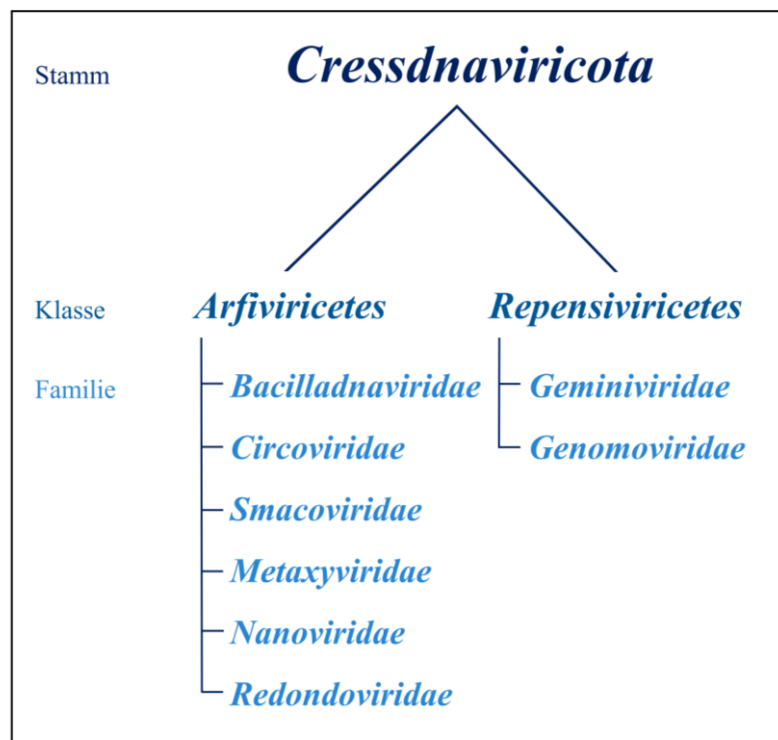 Stamm Cressdnaviricota
Klasse Arfiviricetes Repensiviricetes
Familie Bacilladnaviridae Geminiviridae
Circoviridae Genomoviridae
Smacoviridae
Metaxyviridae
Nanoviridae
Redondoviridae